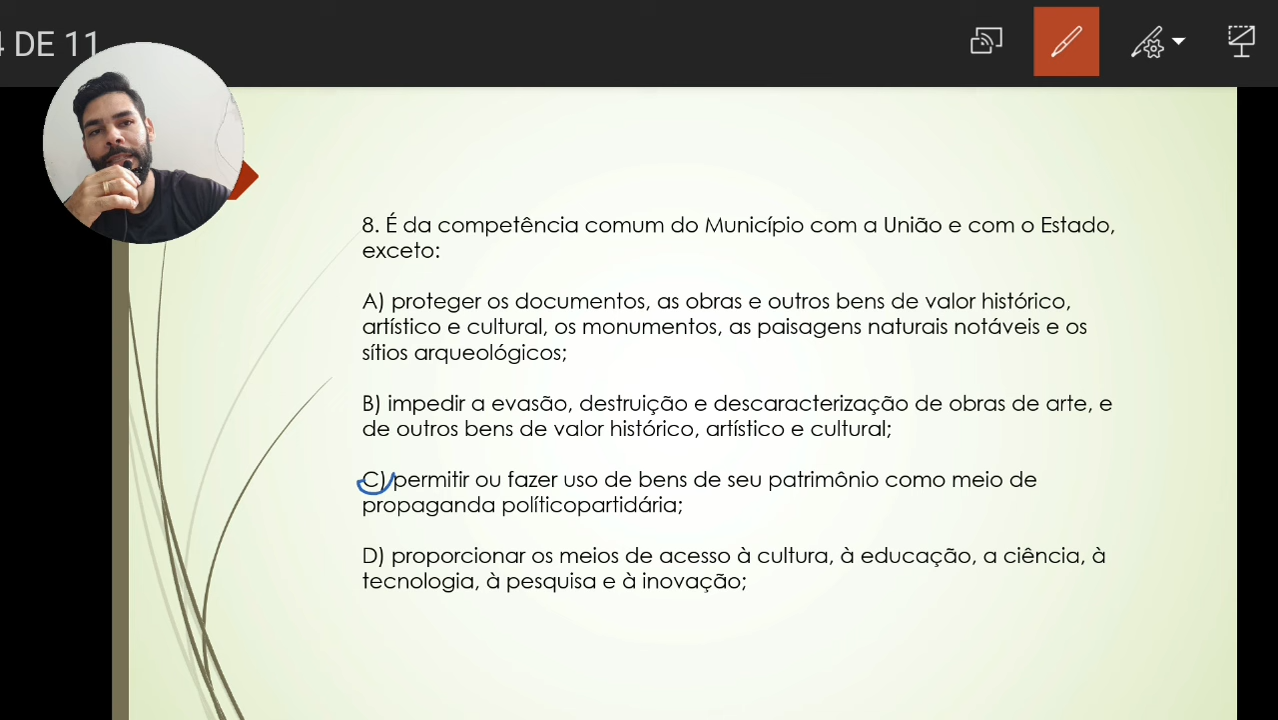 4 DE 11
8. É da competência comum do Município com a União e com o Estado,
exceto:
A) proteger os documentos, as obras e outros bens de valor histórico,
artístico e cultural, os monumentos, as paisagens naturais notáveis e os
sítios arqueológicos;
B) impedir a evasão, destruição e descaracterização de obras de arte, e
de outros bens de valor histórico, artístico e cultural;
C) permitir ou fazer uso de bens de seu patrimônio como meio de
propaganda políticopartidária;
D) proporcionar os meios de acesso à cultura, à educação, a ciência, à
tecnologia, à pesquisa e à inovação;